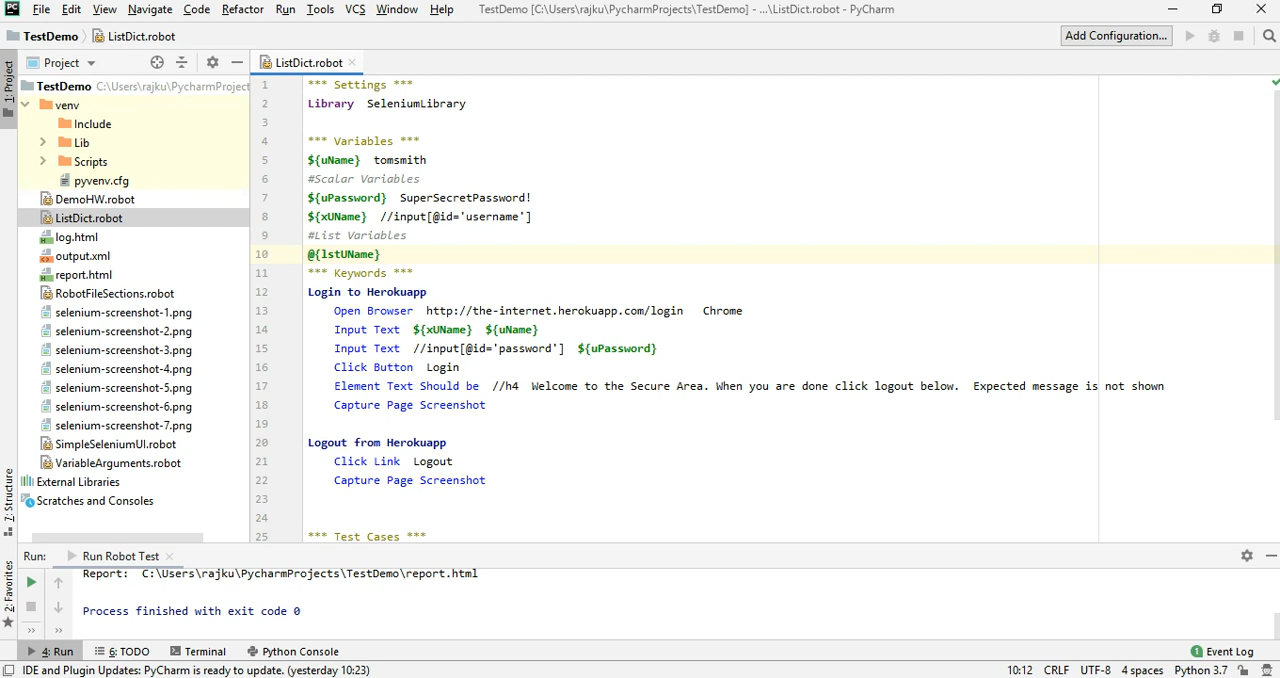 File Edit View Navigate Code Refactor Run Tools VCS Window Help TestDemo [C:\Users\rajku\PycharmProjects\TestDemo] - ...\ListDict.robot - PyCharm
TestDemo ListDict.robot Add Configuration...
1: Project
Project
ListDict.robot
TestDemo C:\Users\rajku\PycharmProject
venv
Include
Lib
Scripts
pyvenv.cfg
DemoHW.robot
ListDict.robot
log.html
output.xml
report.html
RobotFileSections.robot
selenium-screenshot-1.png
selenium-screenshot-2.png
selenium-screenshot-3.png
selenium-screenshot-4.png
selenium-screenshot-5.png
selenium-screenshot-6.png
selenium-screenshot-7.png
SimpleSeleniumUI.robot
VariableArguments.robot
External Libraries
Scratches and Consoles
1 *** Settings ***
2 Library SeleniumLibrary
3
4 *** Variables ***
5 ${uName} tomsmith
6 #Scalar Variables
7 ${uPassword} SuperSecretPassword!
8 ${xUName} //input[@id='username']
9 #List Variables
10 @{lstUName}
11 *** Keywords ***
12 Login to Herokuapp
13 Open Browser http://the-internet.herokuapp.com/login Chrome
14 Input Text ${xUName} ${uName}
15 Input Text //input[@id='password'] ${uPassword}
16 Click Button Login
17 Element Text Should be //h4 Welcome to the Secure Area. When you are done click logout below. Expected message is not shown
18 Capture Page Screenshot
19
20 Logout from Herokuapp
21 Click Link Logout
22 Capture Page Screenshot
23
24
25 *** Test Cases ***
Z: Structure
2: Favorites
Run: Run Robot Test
Report: C:\Users\rajku\PycharmProjects\TestDemo\report.html
Process finished with exit code 0
4: Run 6: TODO Terminal Python Console 1 Event Log
IDE and Plugin Updates: PyCharm is ready to update. (yesterday 10:23) 10:12 CRLF UTF-8 4 spaces Python 3.7